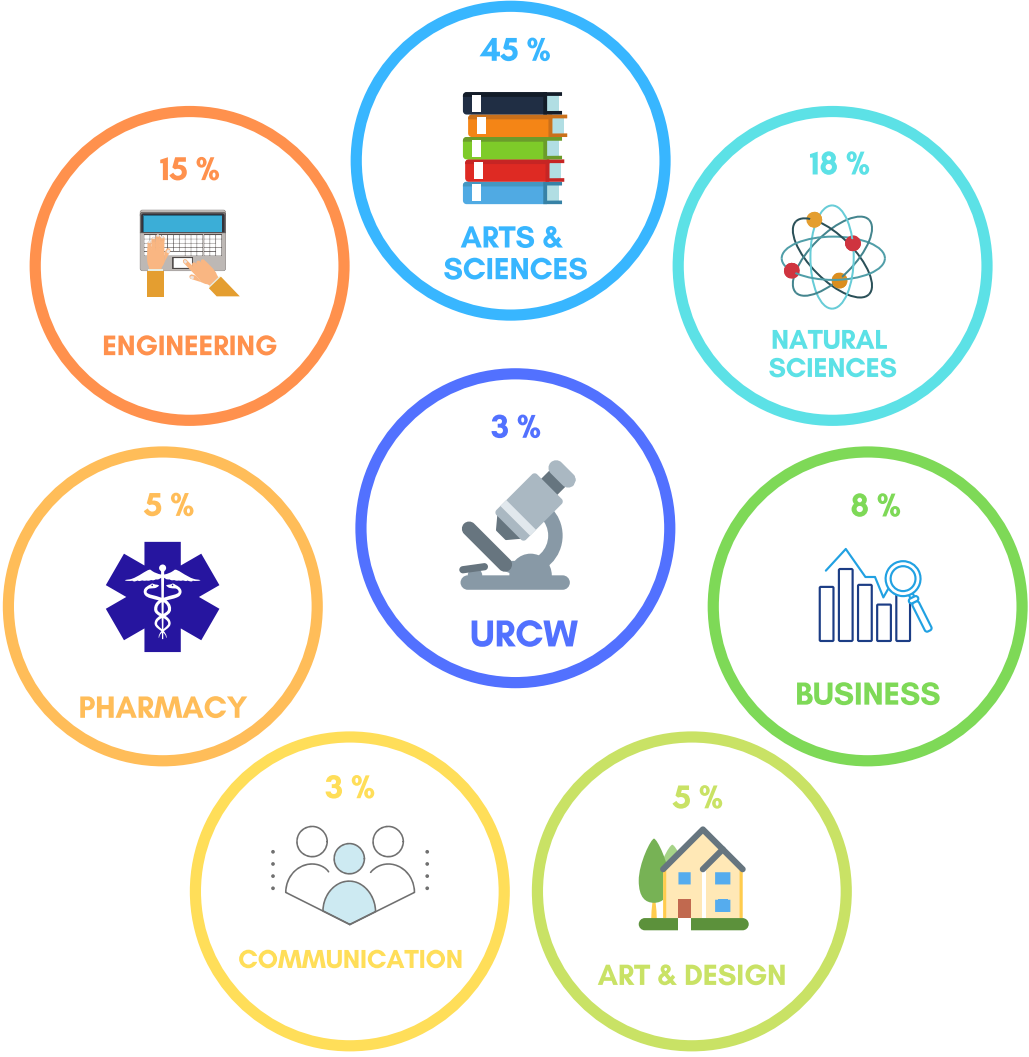 45 %
ARTS &
SCIENCES
15 %
ENGINEERING
18 %
NATURAL
SCIENCES
3 %
URCW
5 %
PHARMACY
8 %
BUSINESS
3 %
COMMUNICATION
5 %
ART & DESIGN